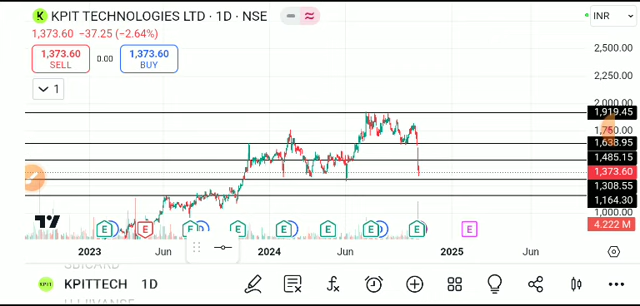 KPIT TECHNOLOGIES LTD · 1D · NSE
INR
1,373.60 −37.25 (−2.64%)
1,373.60
SELL
0.00
1,373.60
BUY
1
2,500.00
2,250.00
2,000.00
1,919.45
1,750.00
1,638.95
1,485.15
1,373.60
1,308.55
1,164.30
1,000.00
4.222 M
E E E E E E E E E
2023 Jun 2024 Jun 2025 Jun
SBICARD
KPIT KPITTECH 1D